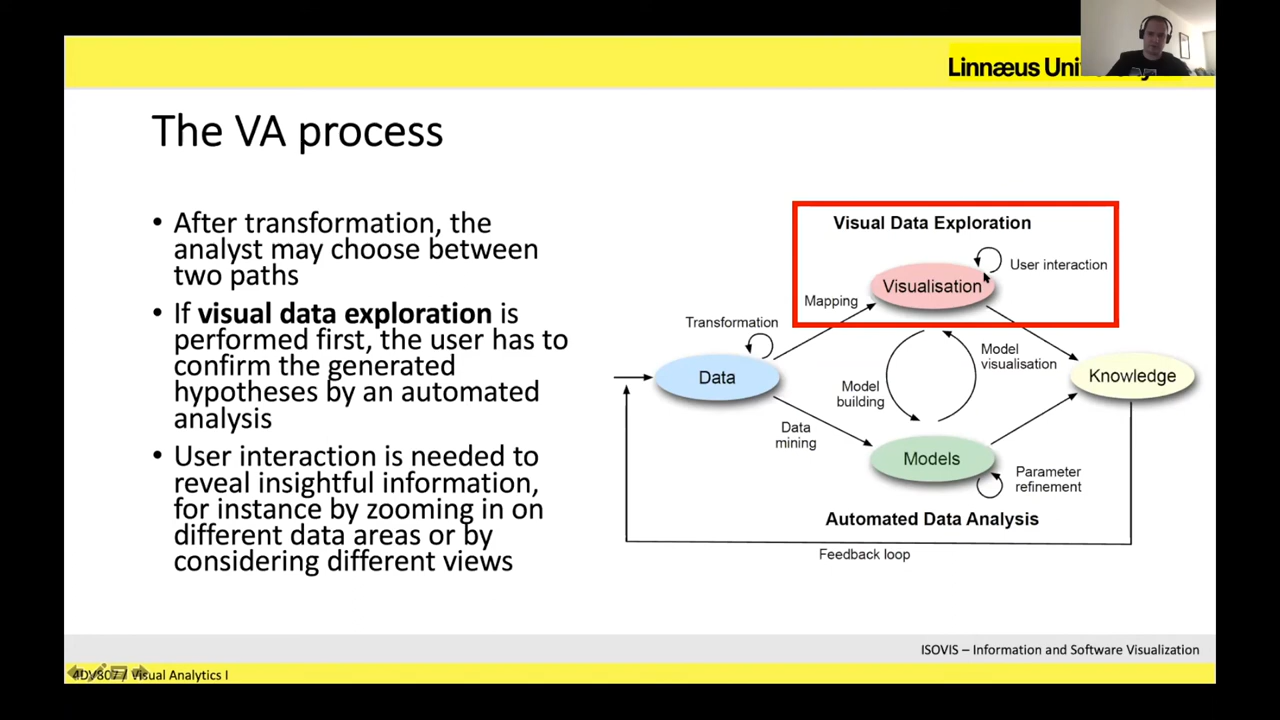 Linnæus Uni
The VA process
• After transformation, the
analyst may choose between
two paths
• If visual data exploration is
performed first, the user has to
confirm the generated
hypotheses by an automated
analysis
• User interaction is needed to
reveal insightful information,
for instance by zooming in on
different data areas or by
considering different views
Visual Data Exploration
User interaction
Visualisation
Mapping
Transformation
Data
Model
building
Model
visualisation
Knowledge
Data
mining
Models
Parameter
refinement
Automated Data Analysis
Feedback loop
ISOVIS – Information and Software Visualization
4DV807 / Visual Analytics I